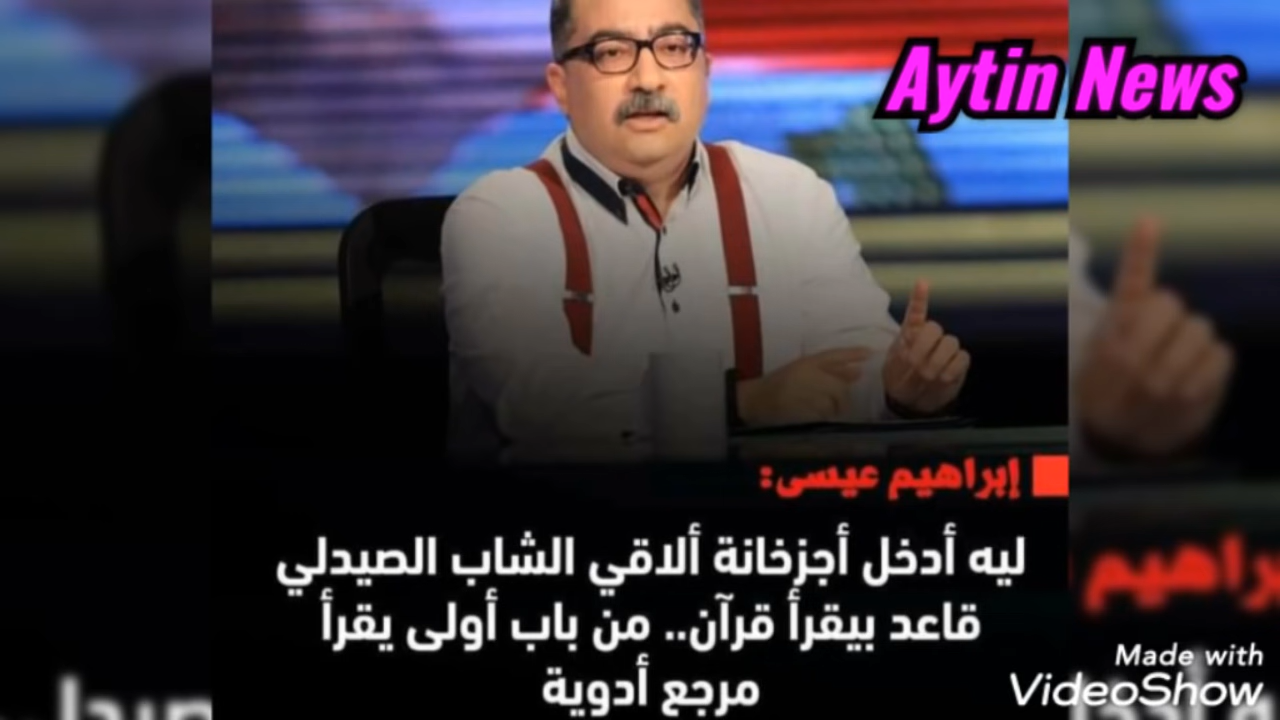 Aytin News
إبراهيم عيسى:
ليه أدخل أجزخانة ألاقي الشاب الصيدلي
قاعد بيقرأ قرآن.. من باب أولى يقرأ
مرجع أدوية
Made with
VideoShow